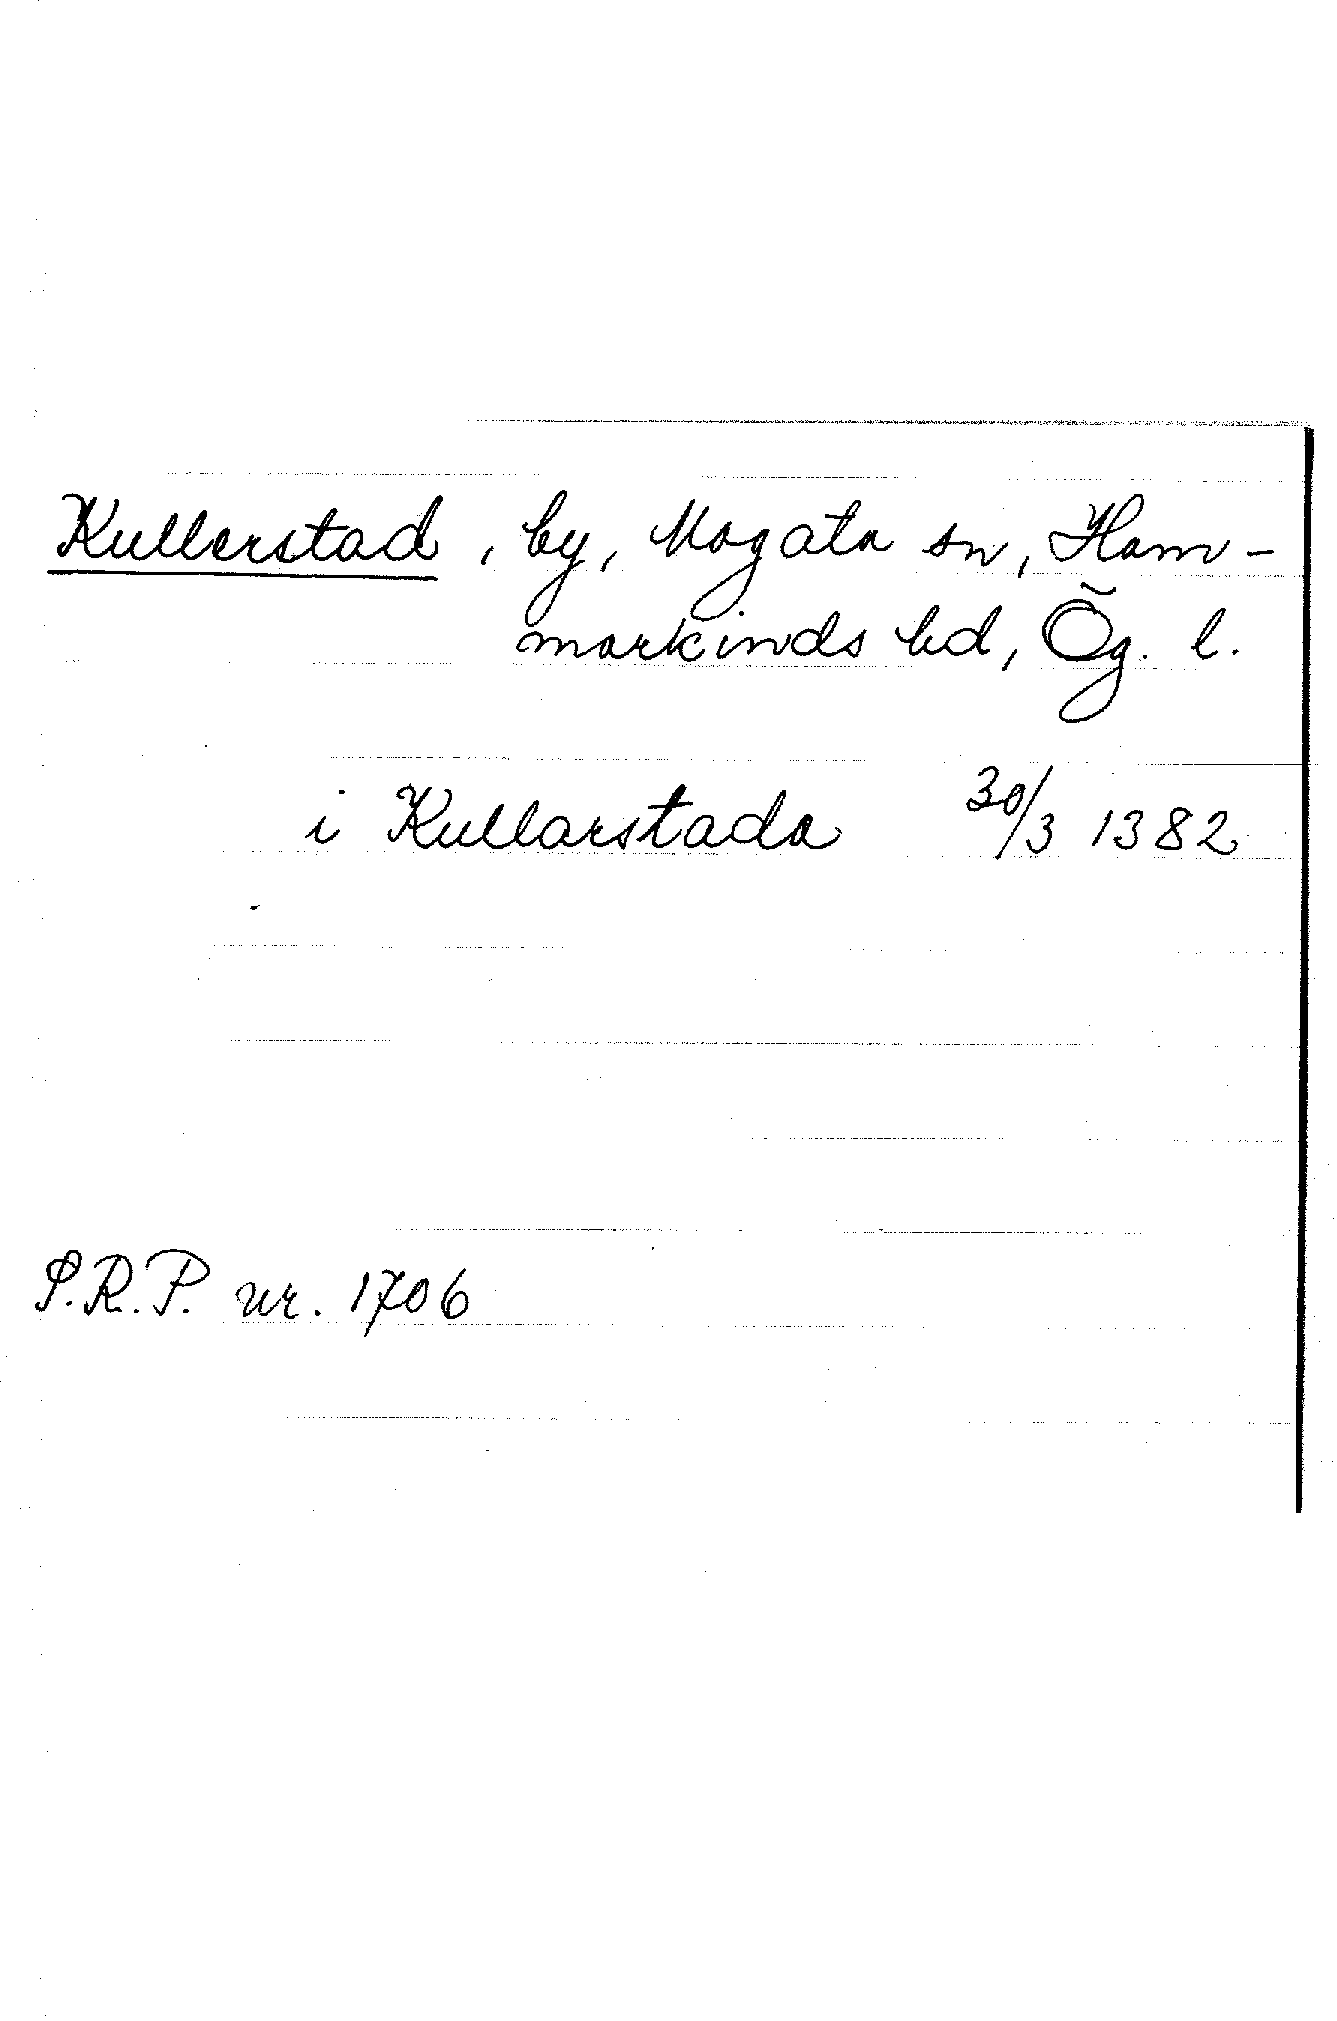 Kullerstad, by, Mogata sn, Ham-
markinds hd, Ög. l.
i Kullarstada 30/3 1382
S.R.P. nr. 1706